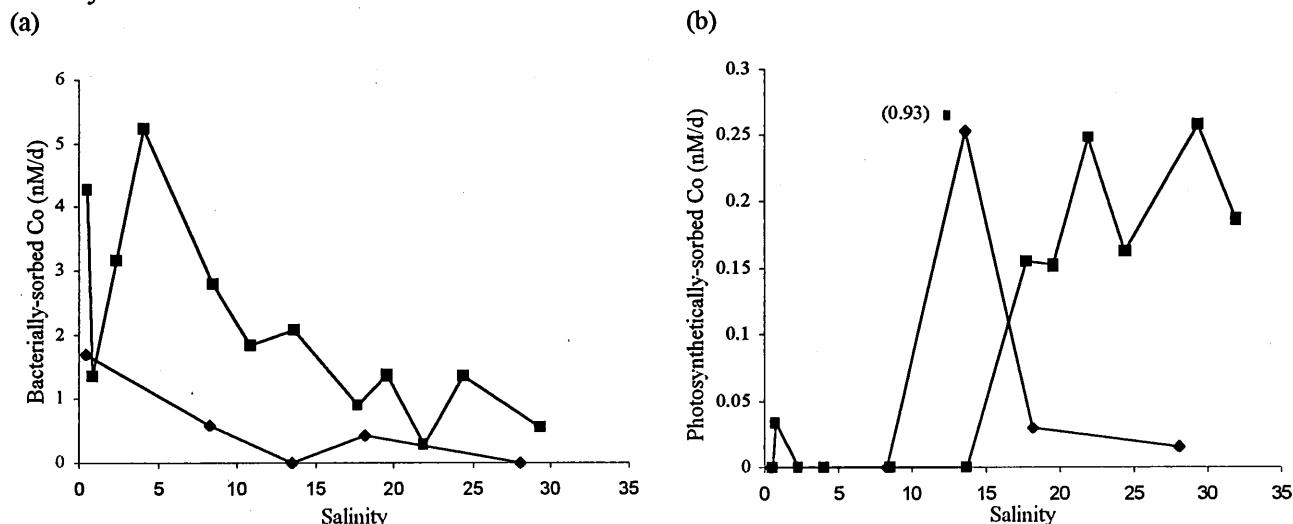 (a)
Bacterially-sorbed Co (nM/d)
6
5
4
3
2
1
0
0 5 10 15 20 25 30 35
Salinity
(b)
Photosynthetically-sorbed Co (nM/d)
0.3
0.25
0.2
0.15
0.1
0.05
0
(0.93)
0 5 10 15 20 25 30 35
Salinity